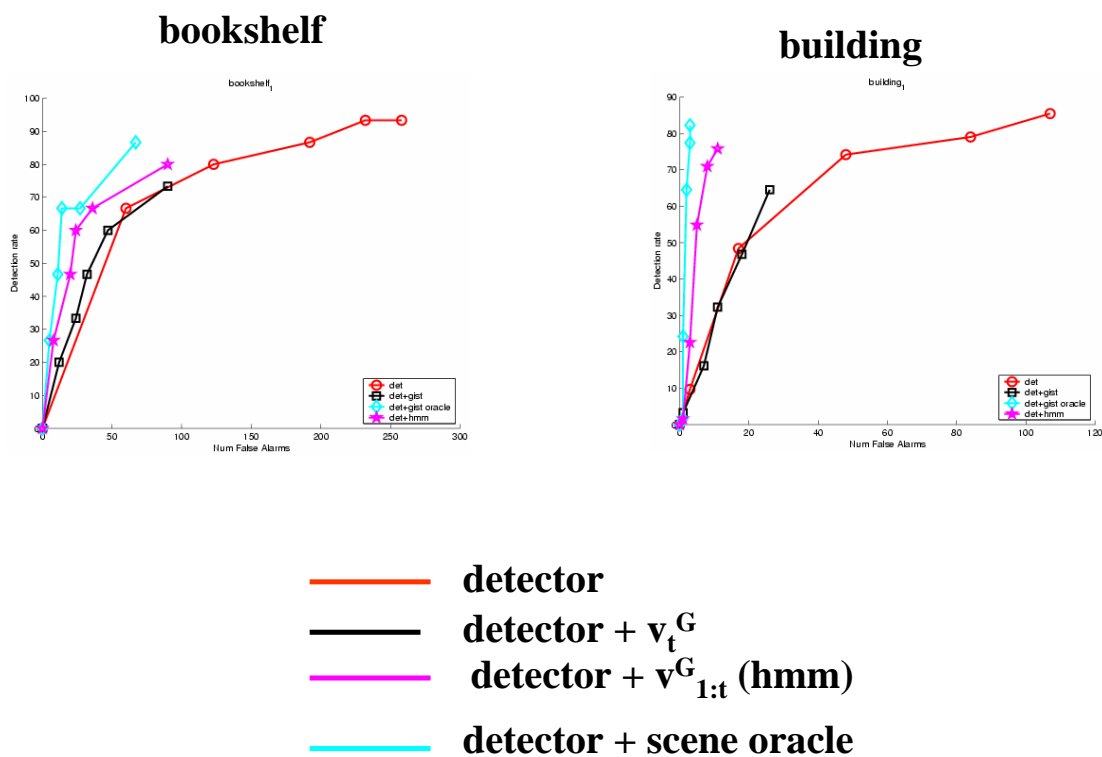 bookshelf
building
bookshelf₁
100
90
80
70
60
50
40
30
20
10
0
Detection rate
0 50 100 150 200 250 300
Num False Alarms
det
det+gist
det+gist oracle
det+hmm
building₁
90
80
70
60
50
40
30
20
10
0
Detection rate
0 20 40 60 80 100 120
Num False Alarms
det
det+gist
det+gist oracle
det+hmm
detector
detector + vₜᴳ
detector + vᴳ₁:ₜ (hmm)
detector + scene oracle